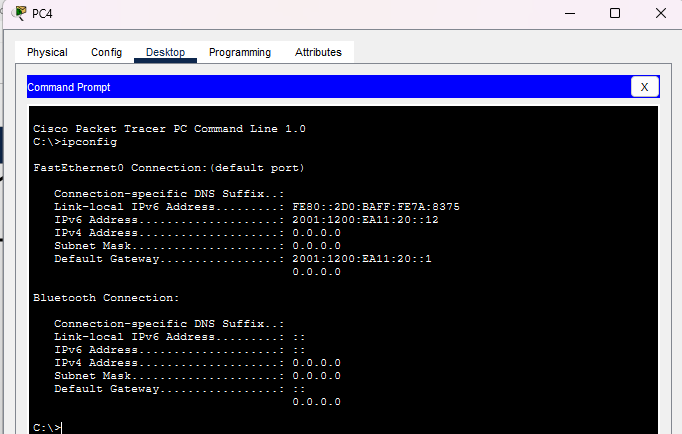 PC4
Physical Config Desktop Programming Attributes
Command Prompt
X
Cisco Packet Tracer PC Command Line 1.0
C:\>ipconfig
FastEthernet0 Connection:(default port)
Connection-specific DNS Suffix..:
Link-local IPv6 Address.........: FE80::2D0:BAFF:FE7A:8375
IPv6 Address....................: 2001:1200:EA11:20::12
IPv4 Address....................: 0.0.0.0
Subnet Mask.....................: 0.0.0.0
Default Gateway.................: 2001:1200:EA11:20::1
0.0.0.0
Bluetooth Connection:
Connection-specific DNS Suffix..:
Link-local IPv6 Address.........: ::
IPv6 Address....................: ::
IPv4 Address....................: 0.0.0.0
Subnet Mask.....................: 0.0.0.0
Default Gateway.................: ::
0.0.0.0
C:\>